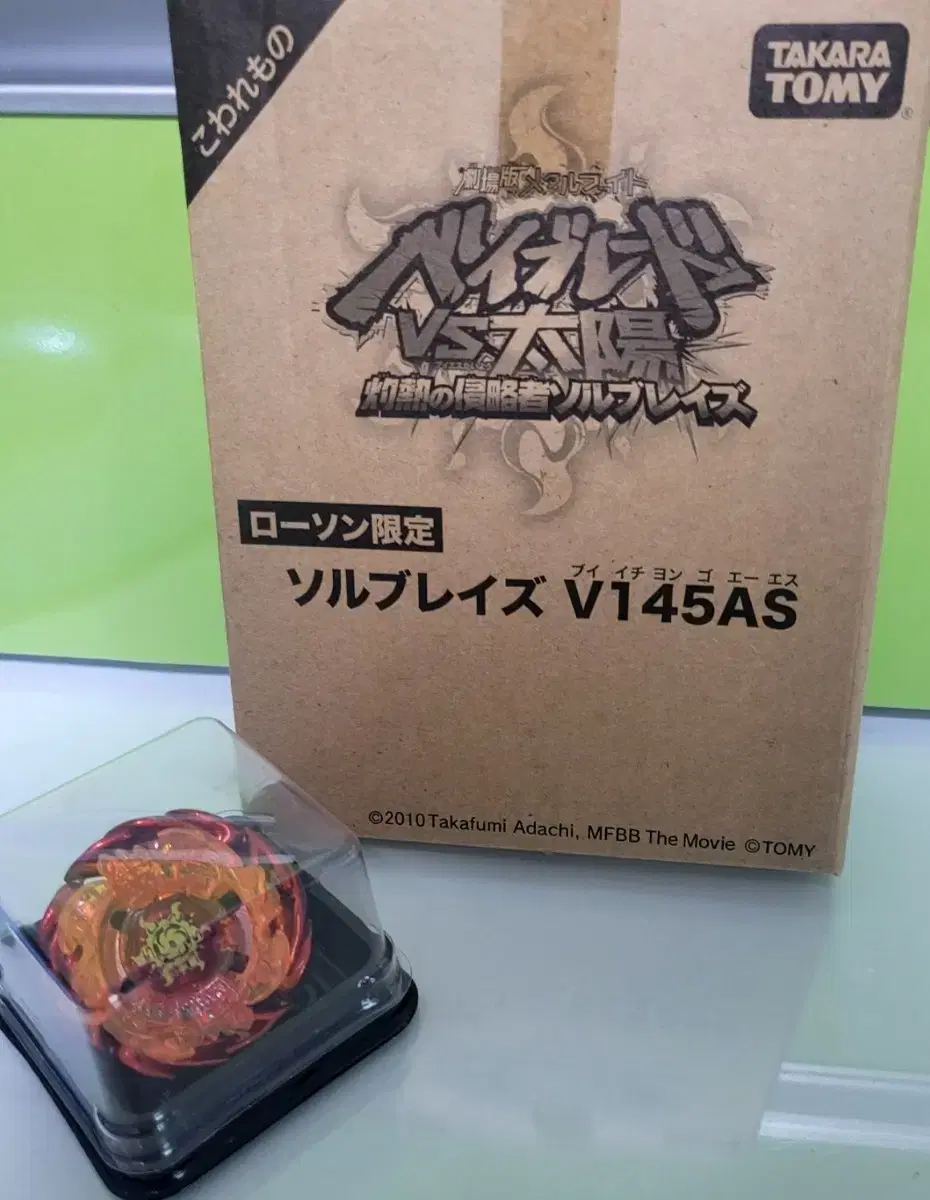 こわれもの
TAKARA
TOMY
®
劇場版メタルファイト
ベイブレード
VS太陽
灼熱の侵略者ソルブレイズ
ローソン限定
ブイ イチ ヨン ゴ エー エス
ソルブレイズ V145AS
©2010 Takafumi Adachi, MFBB The Movie ©TOMY